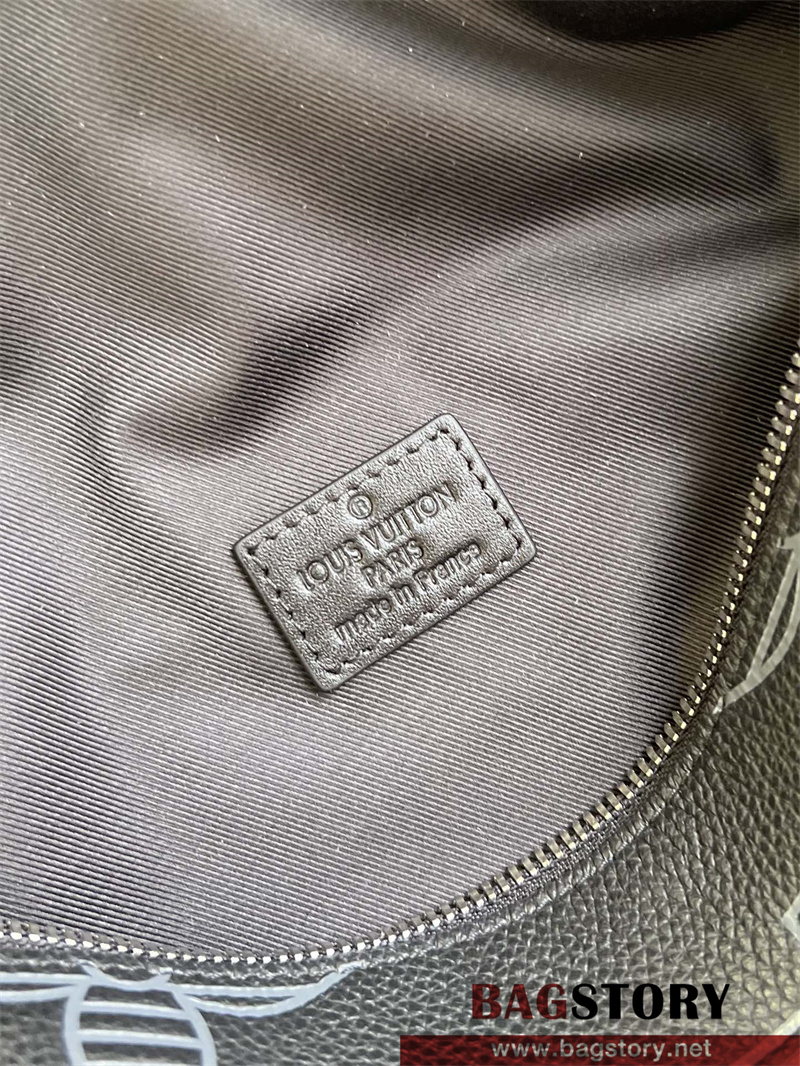 LOUIS VUITTON
PARIS
made in France
BAGSTORY
www.bagstory.net